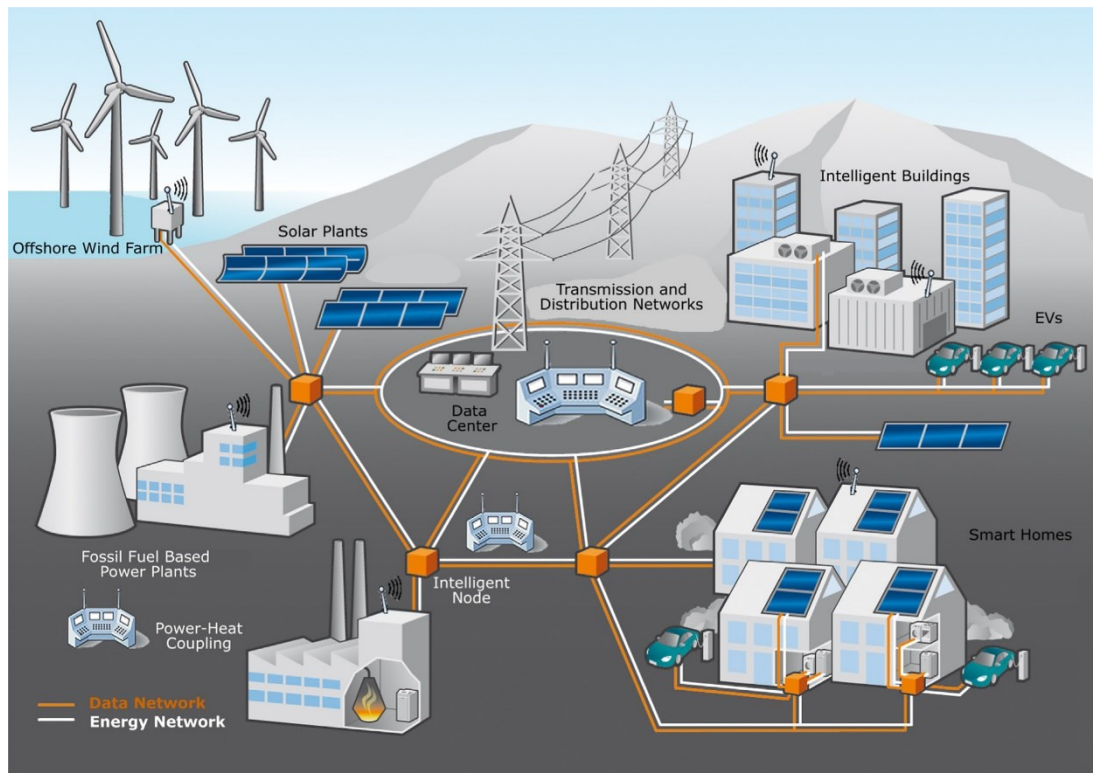 Intelligent Buildings
Offshore Wind Farm
Solar Plants
Transmission and
Distribution Networks
EVs
Data
Center
Fossil Fuel Based
Power Plants
Intelligent
Node
Smart Homes
Power-Heat
Coupling
Data Network
Energy Network